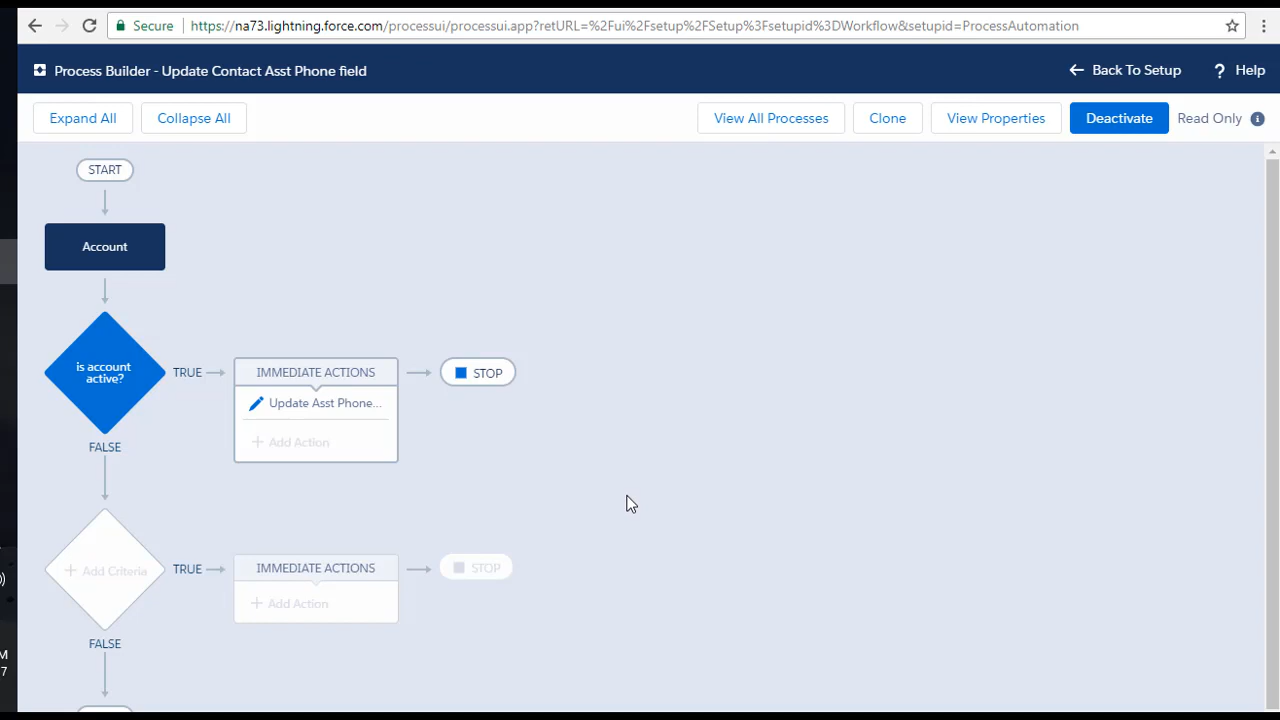 Secure https://na73.lightning.force.com/processui/processui.app?retURL=%2Fui%2Fsetup%2FSetup%3Fsetupid%3DWorkflow&setupid=ProcessAutomation
Process Builder - Update Contact Asst Phone field
Back To Setup
? Help
Expand All
Collapse All
View All Processes
Clone
View Properties
Deactivate
Read Only i
START
Account
is account
active?
TRUE
IMMEDIATE ACTIONS
STOP
Update Asst Phone...
+ Add Action
FALSE
+ Add Criteria
TRUE
IMMEDIATE ACTIONS
STOP
+ Add Action
FALSE
M
7